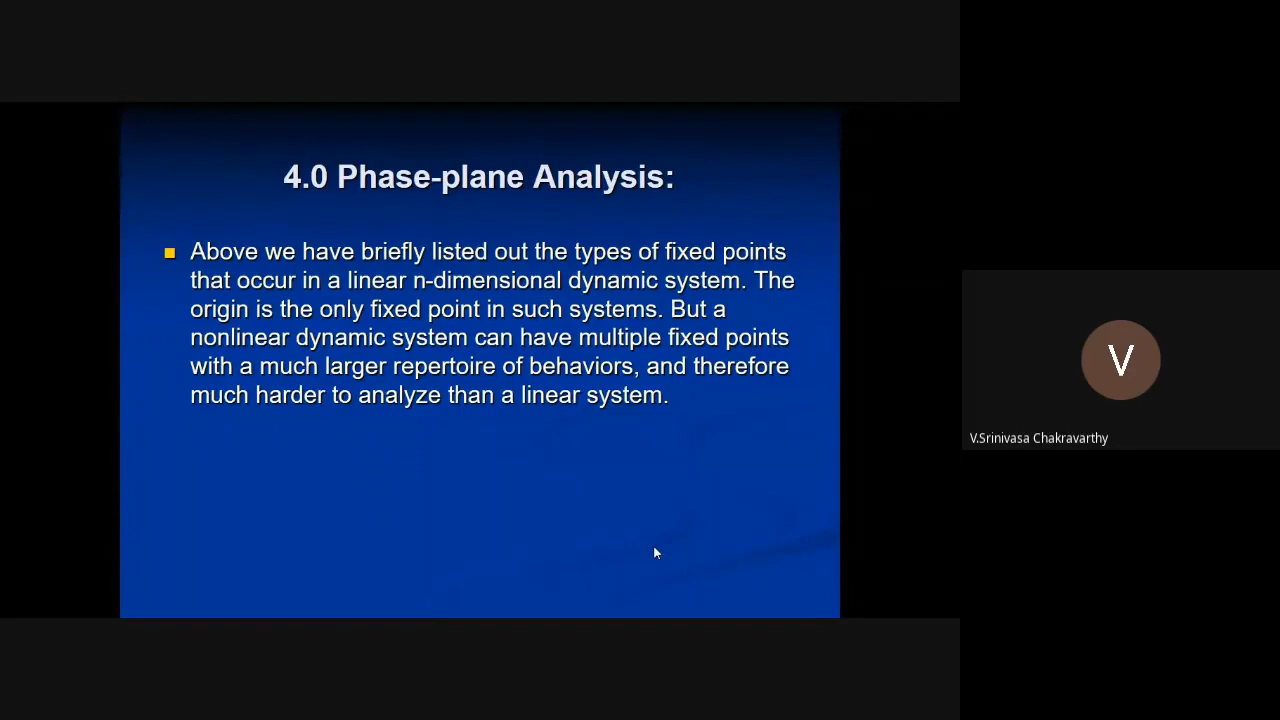 4.0 Phase-plane Analysis:
Above we have briefly listed out the types of fixed points
that occur in a linear n-dimensional dynamic system. The
origin is the only fixed point in such systems. But a
nonlinear dynamic system can have multiple fixed points
with a much larger repertoire of behaviors, and therefore
much harder to analyze than a linear system.
V
V.Srinivasa Chakravarthy